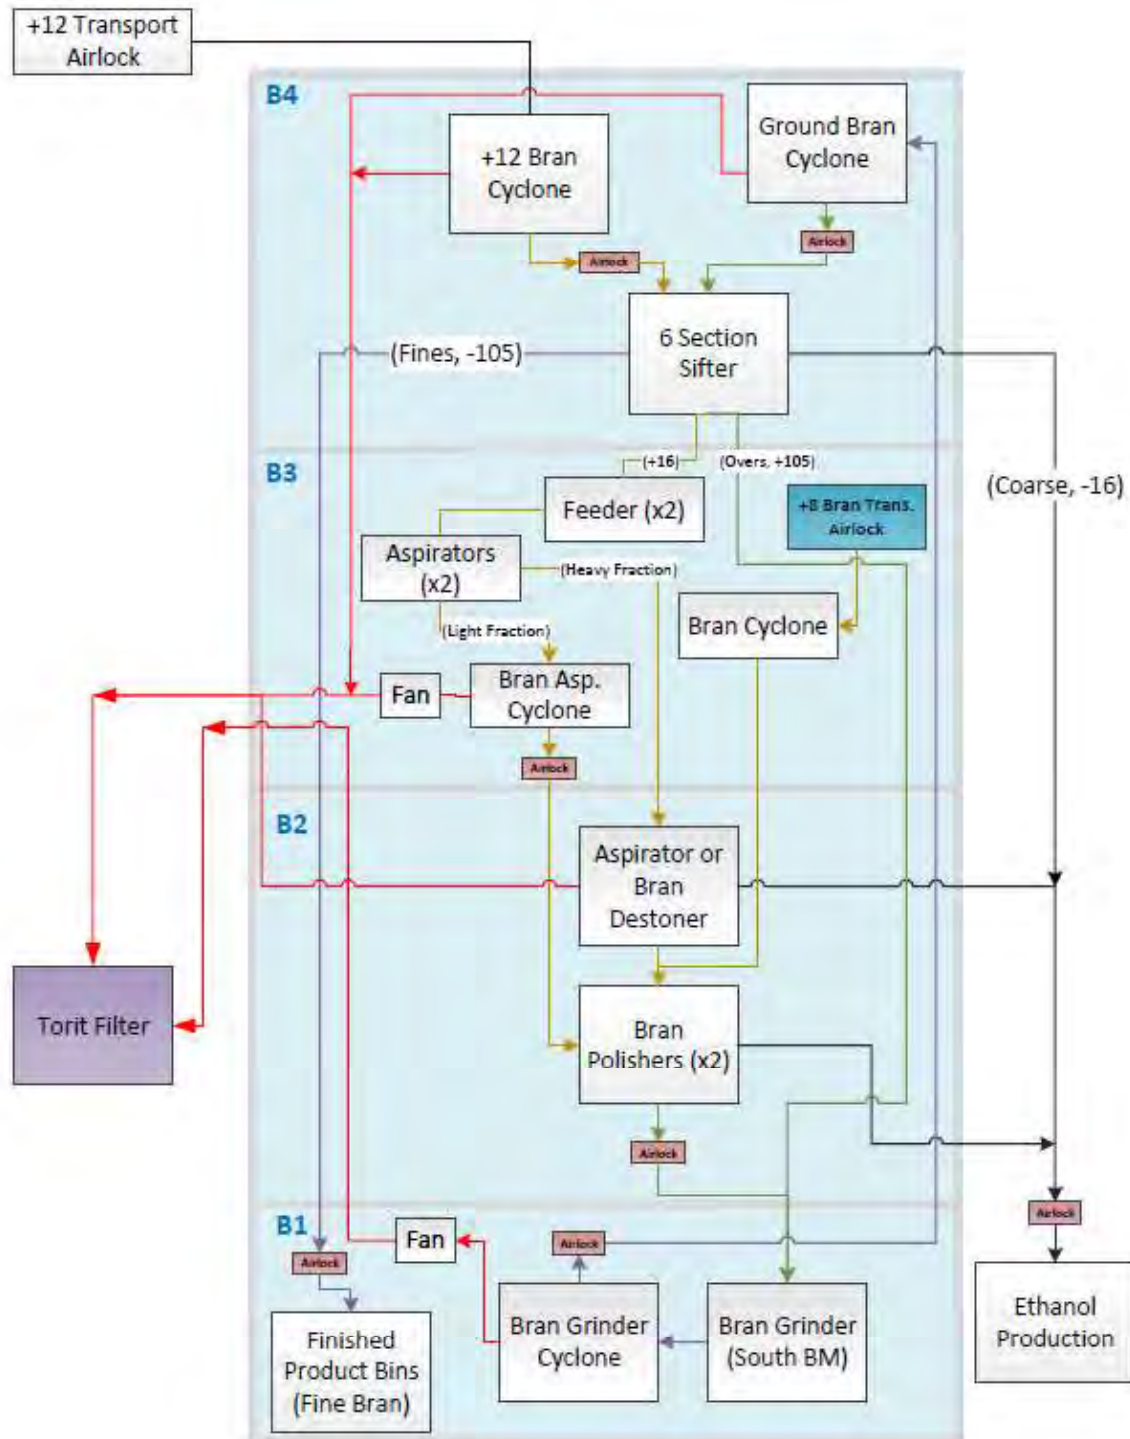 +12 Transport
Airlock
B4
+12 Bran
Cyclone
Ground Bran
Cyclone
Airlock
Airlock
6 Section
Sifter
(Fines, -105)
(Coarse, -16)
B3
(+16)
(Overs, +105)
Feeder (x2)
+8 Bran Trans.
Airlock
Aspirators
(x2)
(Heavy Fraction)
(Light Fraction)
Bran Cyclone
Fan
Bran Asp.
Cyclone
Airlock
B2
Aspirator or
Bran
Destoner
Torit Filter
Bran
Polishers (x2)
Airlock
B1
Fan
Airlock
Airlock
Airlock
Finished
Product Bins
(Fine Bran)
Bran Grinder
Cyclone
Bran Grinder
(South BM)
Ethanol
Production